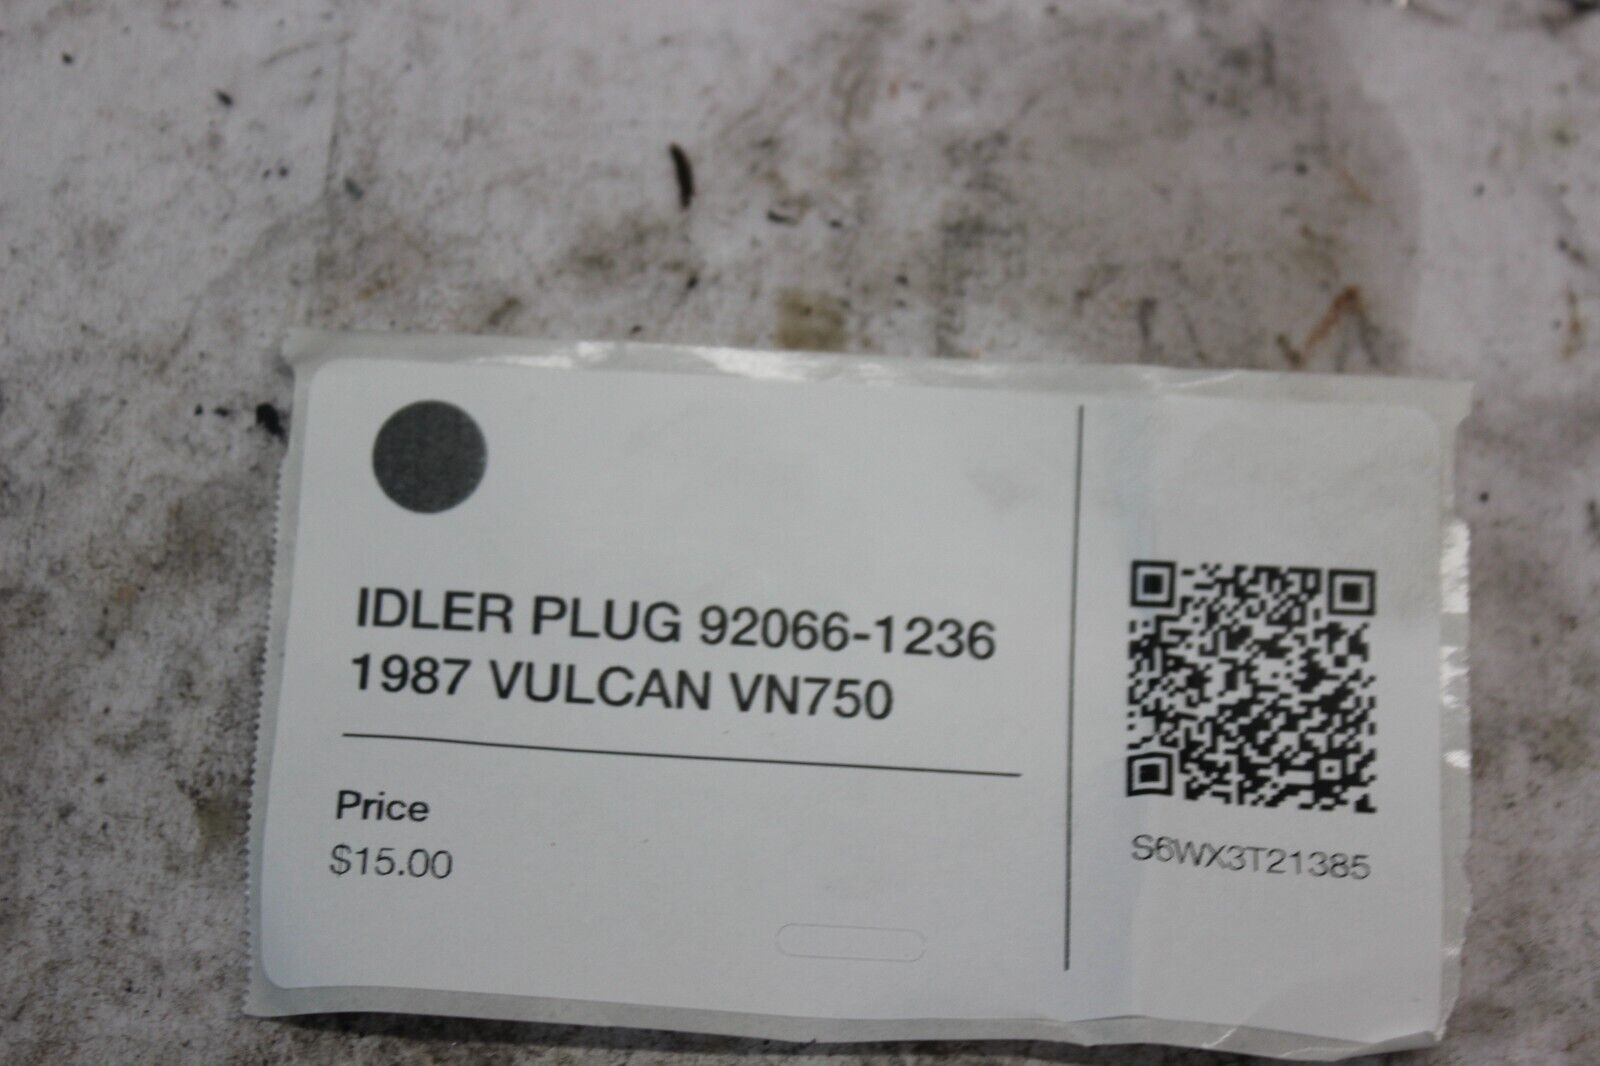 IDLER PLUG 92066-1236
1987 VULCAN VN750
Price
$15.00
S6WX3T21385